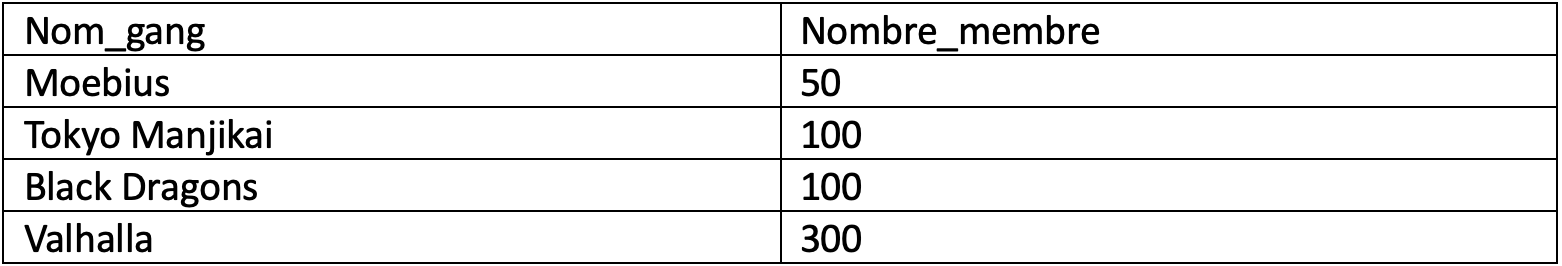 Nom_gang Nombre_membre
Moebius 50
Tokyo Manjikai 100
Black Dragons 100
Valhalla 300